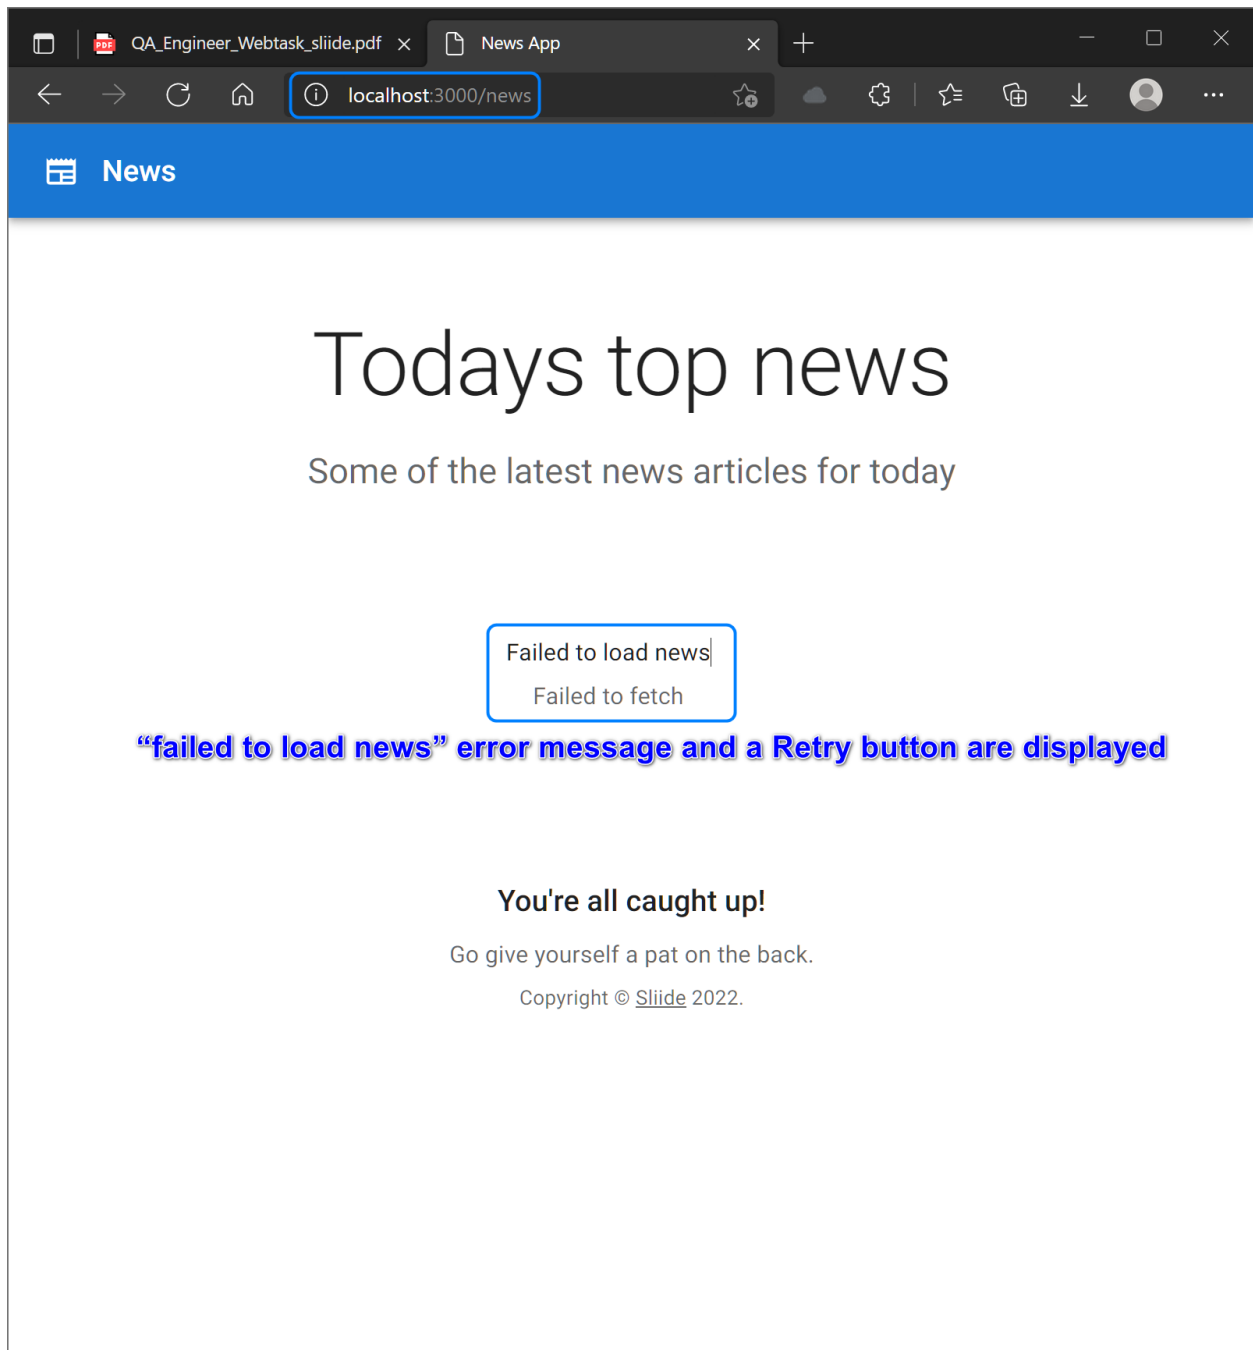 QA_Engineer_Webtask_sliide.pdf
News App
localhost:3000/news
News
Todays top news
Some of the latest news articles for today
Failed to load news
Failed to fetch
“failed to load news” error message and a Retry button are displayed
You're all caught up!
Go give yourself a pat on the back.
Copyright © Sliide 2022.